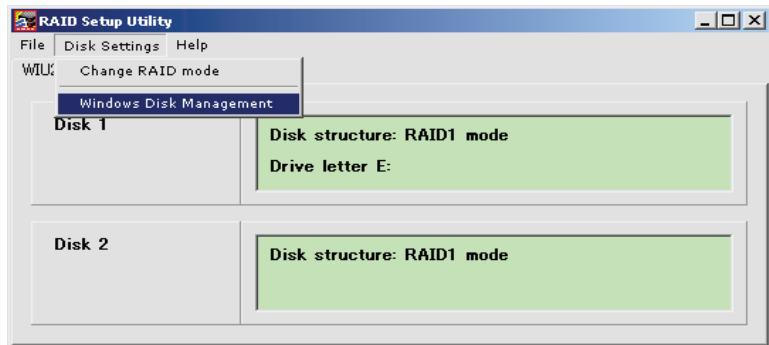 RAID Setup Utility
File Disk Settings Help
WIU2
Change RAID mode
Windows Disk Management
Disk 1
Disk structure: RAID1 mode
Drive letter E:
Disk 2
Disk structure: RAID1 mode